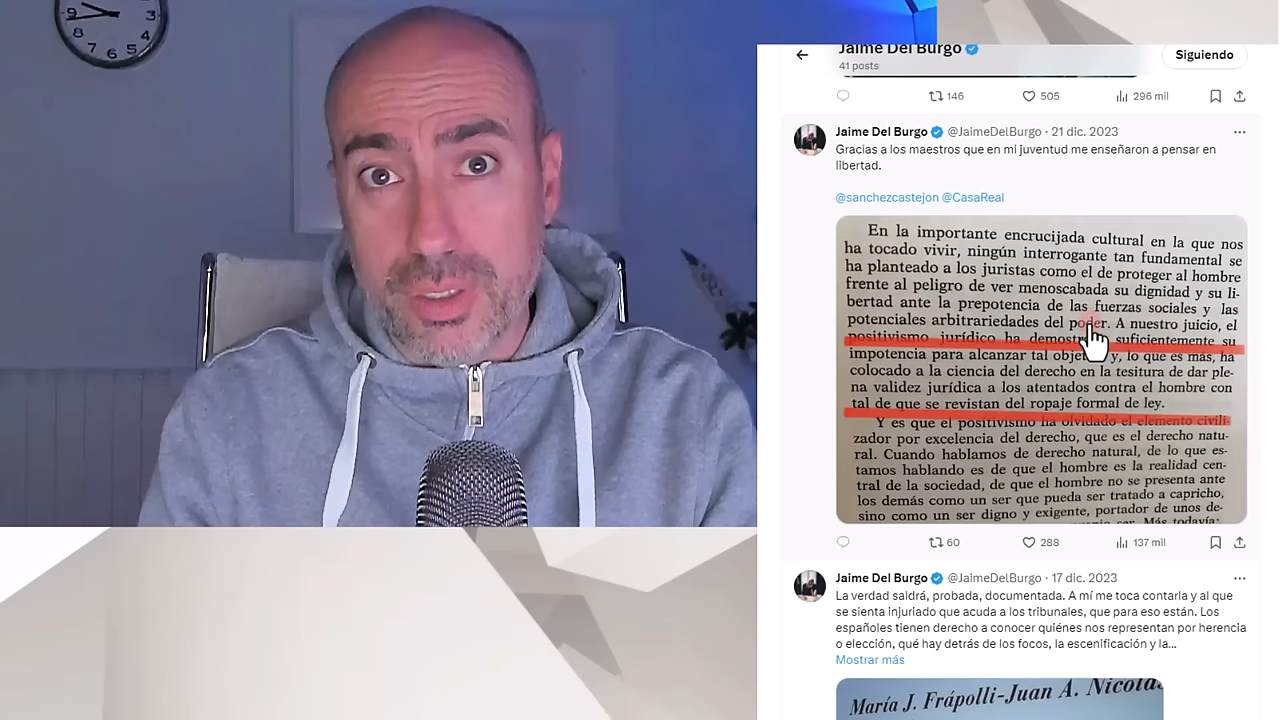 9
3
8
4
7
6
5
Jaime Del Burgo
41 posts
Siguiendo
146
505
296 mil
Jaime Del Burgo @JaimeDelBurgo · 21 dic. 2023
Gracias a los maestros que en mi juventud me enseñaron a pensar en
libertad.
@sanchezcastejon @CasaReal
En la importante encrucijada cultural en la que nos
ha tocado vivir, ningún interrogante tan fundamental se
ha planteado a los juristas como el de proteger al hombre
frente al peligro de ver menoscabada su dignidad y su li-
bertad ante la prepotencia de las fuerzas sociales y las
potenciales arbitrariedades del poder. A nuestro juicio, el
positivismo jurídico ha suficientemente su
impotencia para alcanzar tal y, lo que es más, ha
colocado a la ciencia del derecho en la tesitura de dar ple-
na validez jurídica a los atentados contra el hombre con
tal de que se revistan del ropaje formal de ley.
Y es que el positivismo ha olvidado el elemento civili-
zador por excelencia del derecho, que es el derecho natu-
ral. Cuando hablamos de derecho natural, de lo que es-
tamos hablando es de que el hombre es la realidad cen-
tral de la sociedad, de que el hombre no se presenta ante
los demás como un ser que pueda ser tratado a capricho,
sino como un ser digno y exigente, portador de unos de-
ser. Más todavía:
60
288
137 mil
Jaime Del Burgo @JaimeDelBurgo · 17 dic. 2023
La verdad saldrá, probada, documentada. A mí me toca contarla y al que
se sienta injuriado que acuda a los tribunales, que para eso están. Los
españoles tienen derecho a conocer quiénes nos representan por herencia
o elección, qué hay detrás de los focos, la escenificación y la...
Mostrar más
María J. Frápolli-Juan A. Nicolás